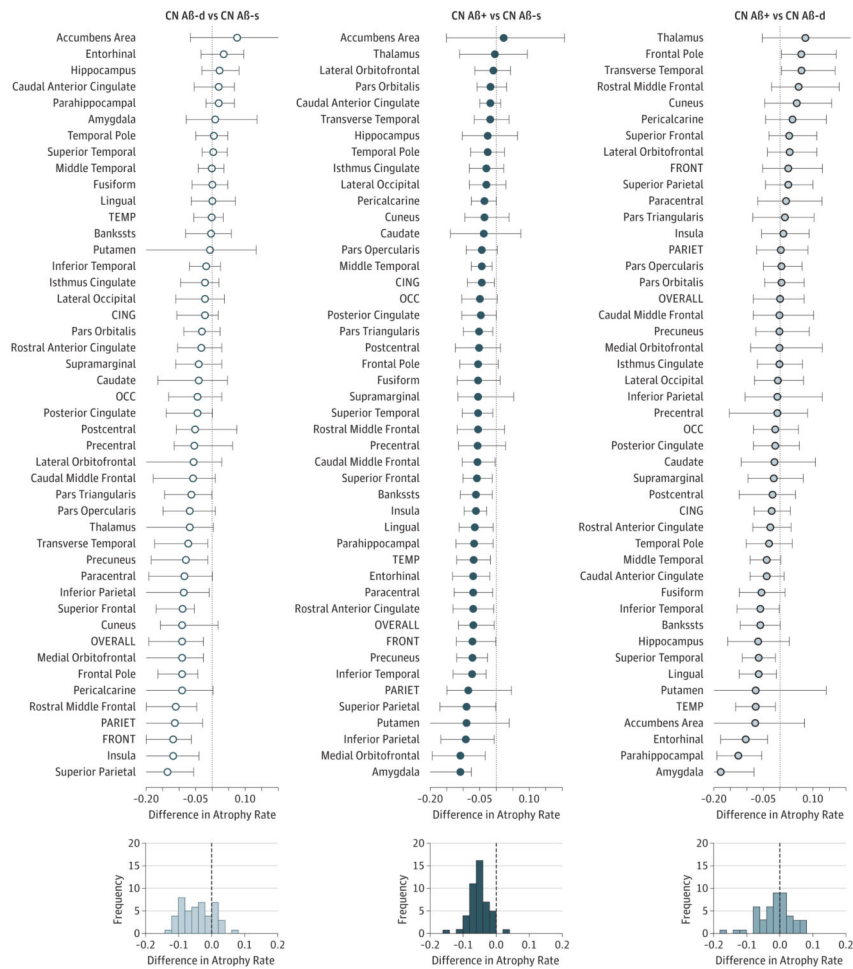 CN Aß-d vs CN Aß-s
Accumbens Area
Entorhinal
Hippocampus
Caudal Anterior Cingulate
Parahippocampal
Amygdala
Temporal Pole
Superior Temporal
Middle Temporal
Fusiform
Lingual
TEMP
Bankssts
Putamen
Inferior Temporal
Isthmus Cingulate
Lateral Occipital
CING
Pars Orbitalis
Rostral Anterior Cingulate
Supramarginal
Caudate
OCC
Posterior Cingulate
Postcentral
Precentral
Lateral Orbitofrontal
Caudal Middle Frontal
Pars Triangularis
Pars Opercularis
Thalamus
Transverse Temporal
Precuneus
Paracentral
Inferior Parietal
Superior Frontal
Cuneus
OVERALL
Medial Orbitofrontal
Frontal Pole
Pericalcarine
Rostral Middle Frontal
PARIET
FRONT
Insula
Superior Parietal
-0.20 -0.05 0.10
Difference in Atrophy Rate
CN Aß+ vs CN Aß-s
Accumbens Area
Thalamus
Lateral Orbitofrontal
Pars Orbitalis
Caudal Anterior Cingulate
Transverse Temporal
Hippocampus
Temporal Pole
Isthmus Cingulate
Lateral Occipital
Pericalcarine
Cuneus
Caudate
Pars Opercularis
Middle Temporal
CING
OCC
Posterior Cingulate
Pars Triangularis
Postcentral
Frontal Pole
Fusiform
Supramarginal
Superior Temporal
Rostral Middle Frontal
Precentral
Caudal Middle Frontal
Superior Frontal
Bankssts
Insula
Lingual
Parahippocampal
TEMP
Entorhinal
Paracentral
Rostral Anterior Cingulate
OVERALL
FRONT
Precuneus
Inferior Temporal
PARIET
Superior Parietal
Putamen
Inferior Parietal
Medial Orbitofrontal
Amygdala
-0.20 -0.05 0.10
Difference in Atrophy Rate
CN Aß+ vs CN Aß-d
Thalamus
Frontal Pole
Transverse Temporal
Rostral Middle Frontal
Cuneus
Pericalcarine
Superior Frontal
Lateral Orbitofrontal
FRONT
Superior Parietal
Paracentral
Pars Triangularis
Insula
PARIET
Pars Opercularis
Pars Orbitalis
OVERALL
Caudal Middle Frontal
Precuneus
Medial Orbitofrontal
Isthmus Cingulate
Lateral Occipital
Inferior Parietal
Precentral
OCC
Posterior Cingulate
Caudate
Supramarginal
Postcentral
CING
Rostral Anterior Cingulate
Temporal Pole
Middle Temporal
Caudal Anterior Cingulate
Fusiform
Inferior Temporal
Bankssts
Hippocampus
Superior Temporal
Lingual
Putamen
TEMP
Accumbens Area
Entorhinal
Parahippocampal
Amygdala
-0.20 -0.05 0.10
Difference in Atrophy Rate
Frequency
20
15
10
5
0
-0.2 -0.1 0.0 0.1 0.2
Difference in Atrophy Rate
Frequency
20
15
10
5
0
-0.2 -0.1 0.0 0.1 0.2
Difference in Atrophy Rate
Frequency
20
15
10
5
0
-0.2 -0.1 0.0 0.1 0.2
Difference in Atrophy Rate